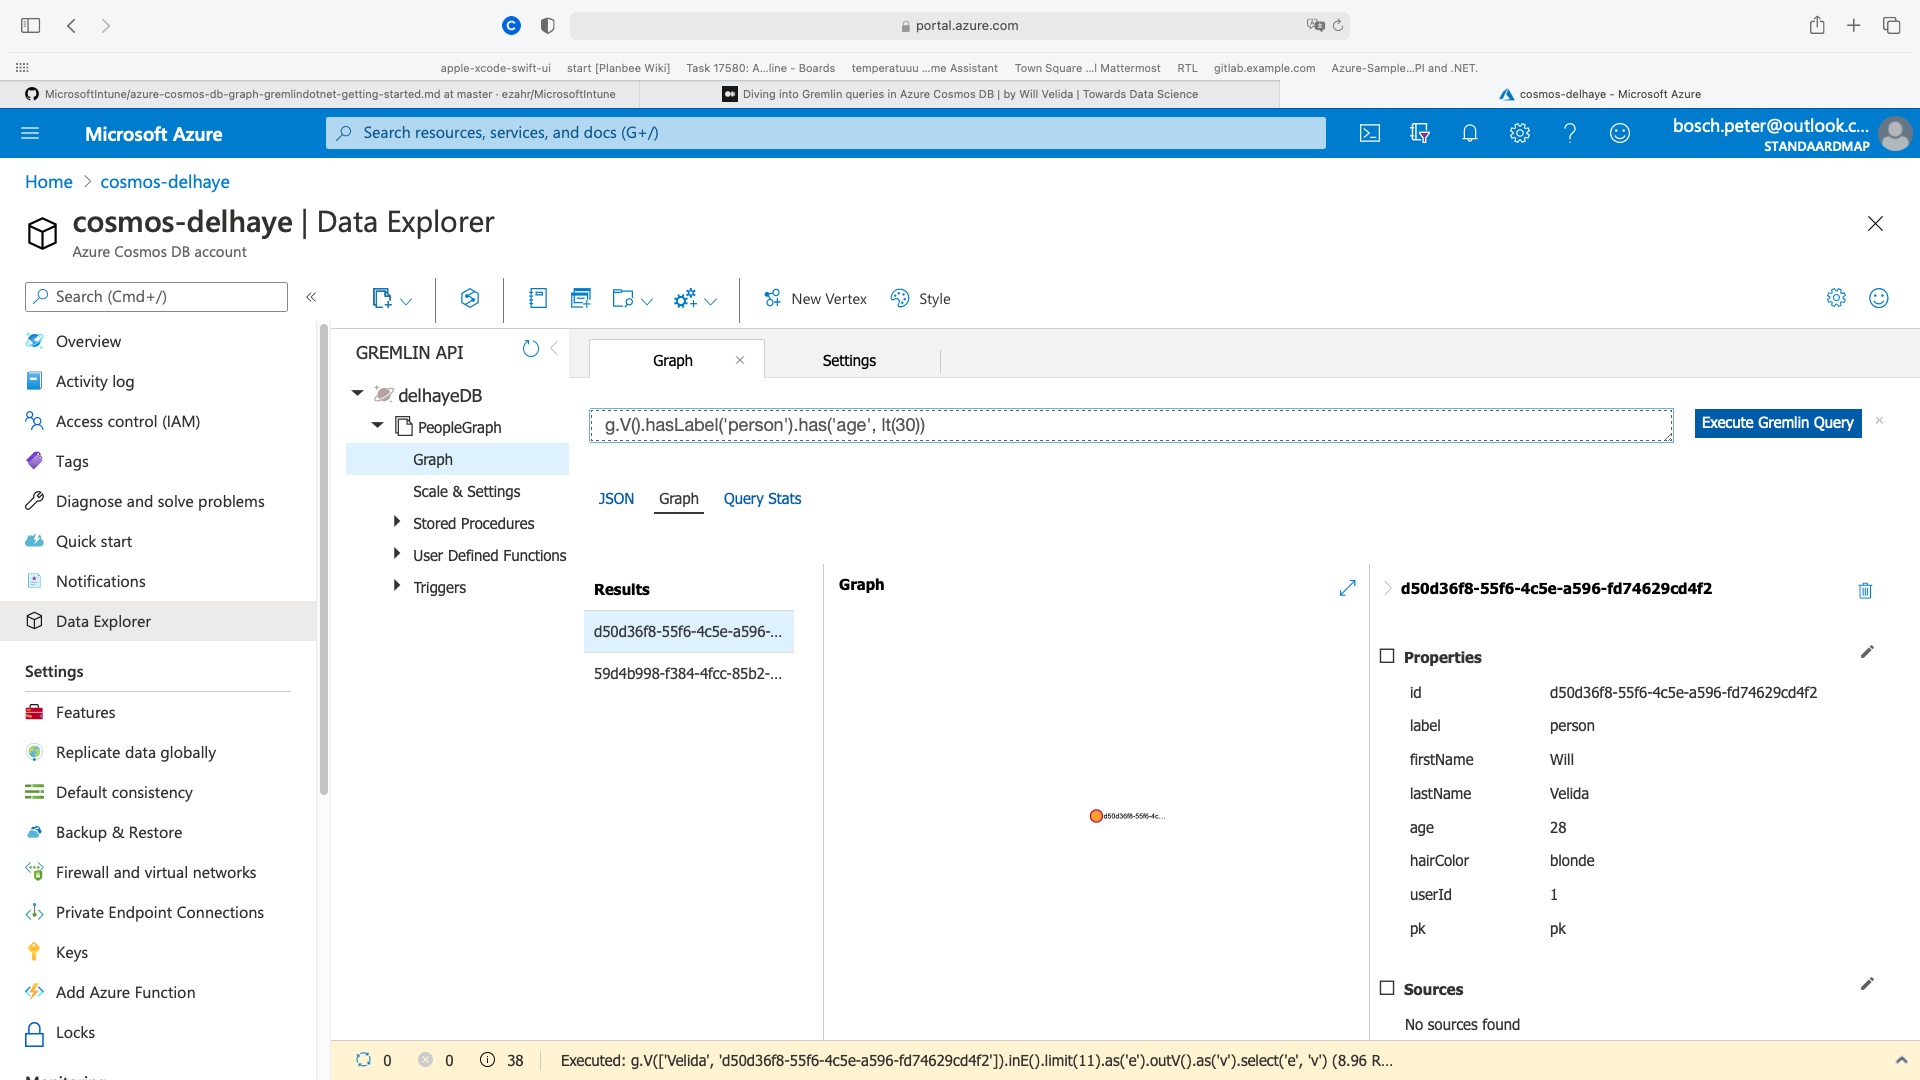 portal.azure.com
apple-xcode-swift-ui
start [Planbee Wiki]
Task 17580: A...line - Boards
temperatuuu ...me Assistant
Town Square ...l Mattermost
RTL
gitlab.example.com
Azure-Sample...PI and .NET.
MicrosoftIntune/azure-cosmos-db-graph-gremlindotnet-getting-started.md at master · ezahr/MicrosoftIntune
Diving into Gremlin queries in Azure Cosmos DB | by Will Velida | Towards Data Science
cosmos-delhaye - Microsoft Azure
Microsoft Azure
Search resources, services, and docs (G+/)
bosch.peter@outlook.c...
STANDAARDMAP
Home > cosmos-delhaye
cosmos-delhaye | Data Explorer
Azure Cosmos DB account
Search (Cmd+/)
New Vertex
Style
Overview
Activity log
Access control (IAM)
Tags
Diagnose and solve problems
Quick start
Notifications
Data Explorer
Settings
Features
Replicate data globally
Default consistency
Backup & Restore
Firewall and virtual networks
Private Endpoint Connections
Keys
Add Azure Function
Locks
GREMLIN API
delhayeDB
PeopleGraph
Graph
Scale & Settings
Stored Procedures
User Defined Functions
Triggers
Graph
Settings
g.V().hasLabel('person').has('age', lt(30))
Execute Gremlin Query
JSON
Graph
Query Stats
Results
d50d36f8-55f6-4c5e-a596-...
59d4b998-f384-4fcc-85b2-...
Graph
d50d36f8-55f6-4c...
d50d36f8-55f6-4c5e-a596-fd74629cd4f2
Properties
id d50d36f8-55f6-4c5e-a596-fd74629cd4f2
label person
firstName Will
lastName Velida
age 28
hairColor blonde
userId 1
pk pk
Sources
No sources found
0 0 38 Executed: g.V(['Velida', 'd50d36f8-55f6-4c5e-a596-fd74629cd4f2']).inE().limit(11).as('e').outV().as('v').select('e', 'v') (8.96 R...